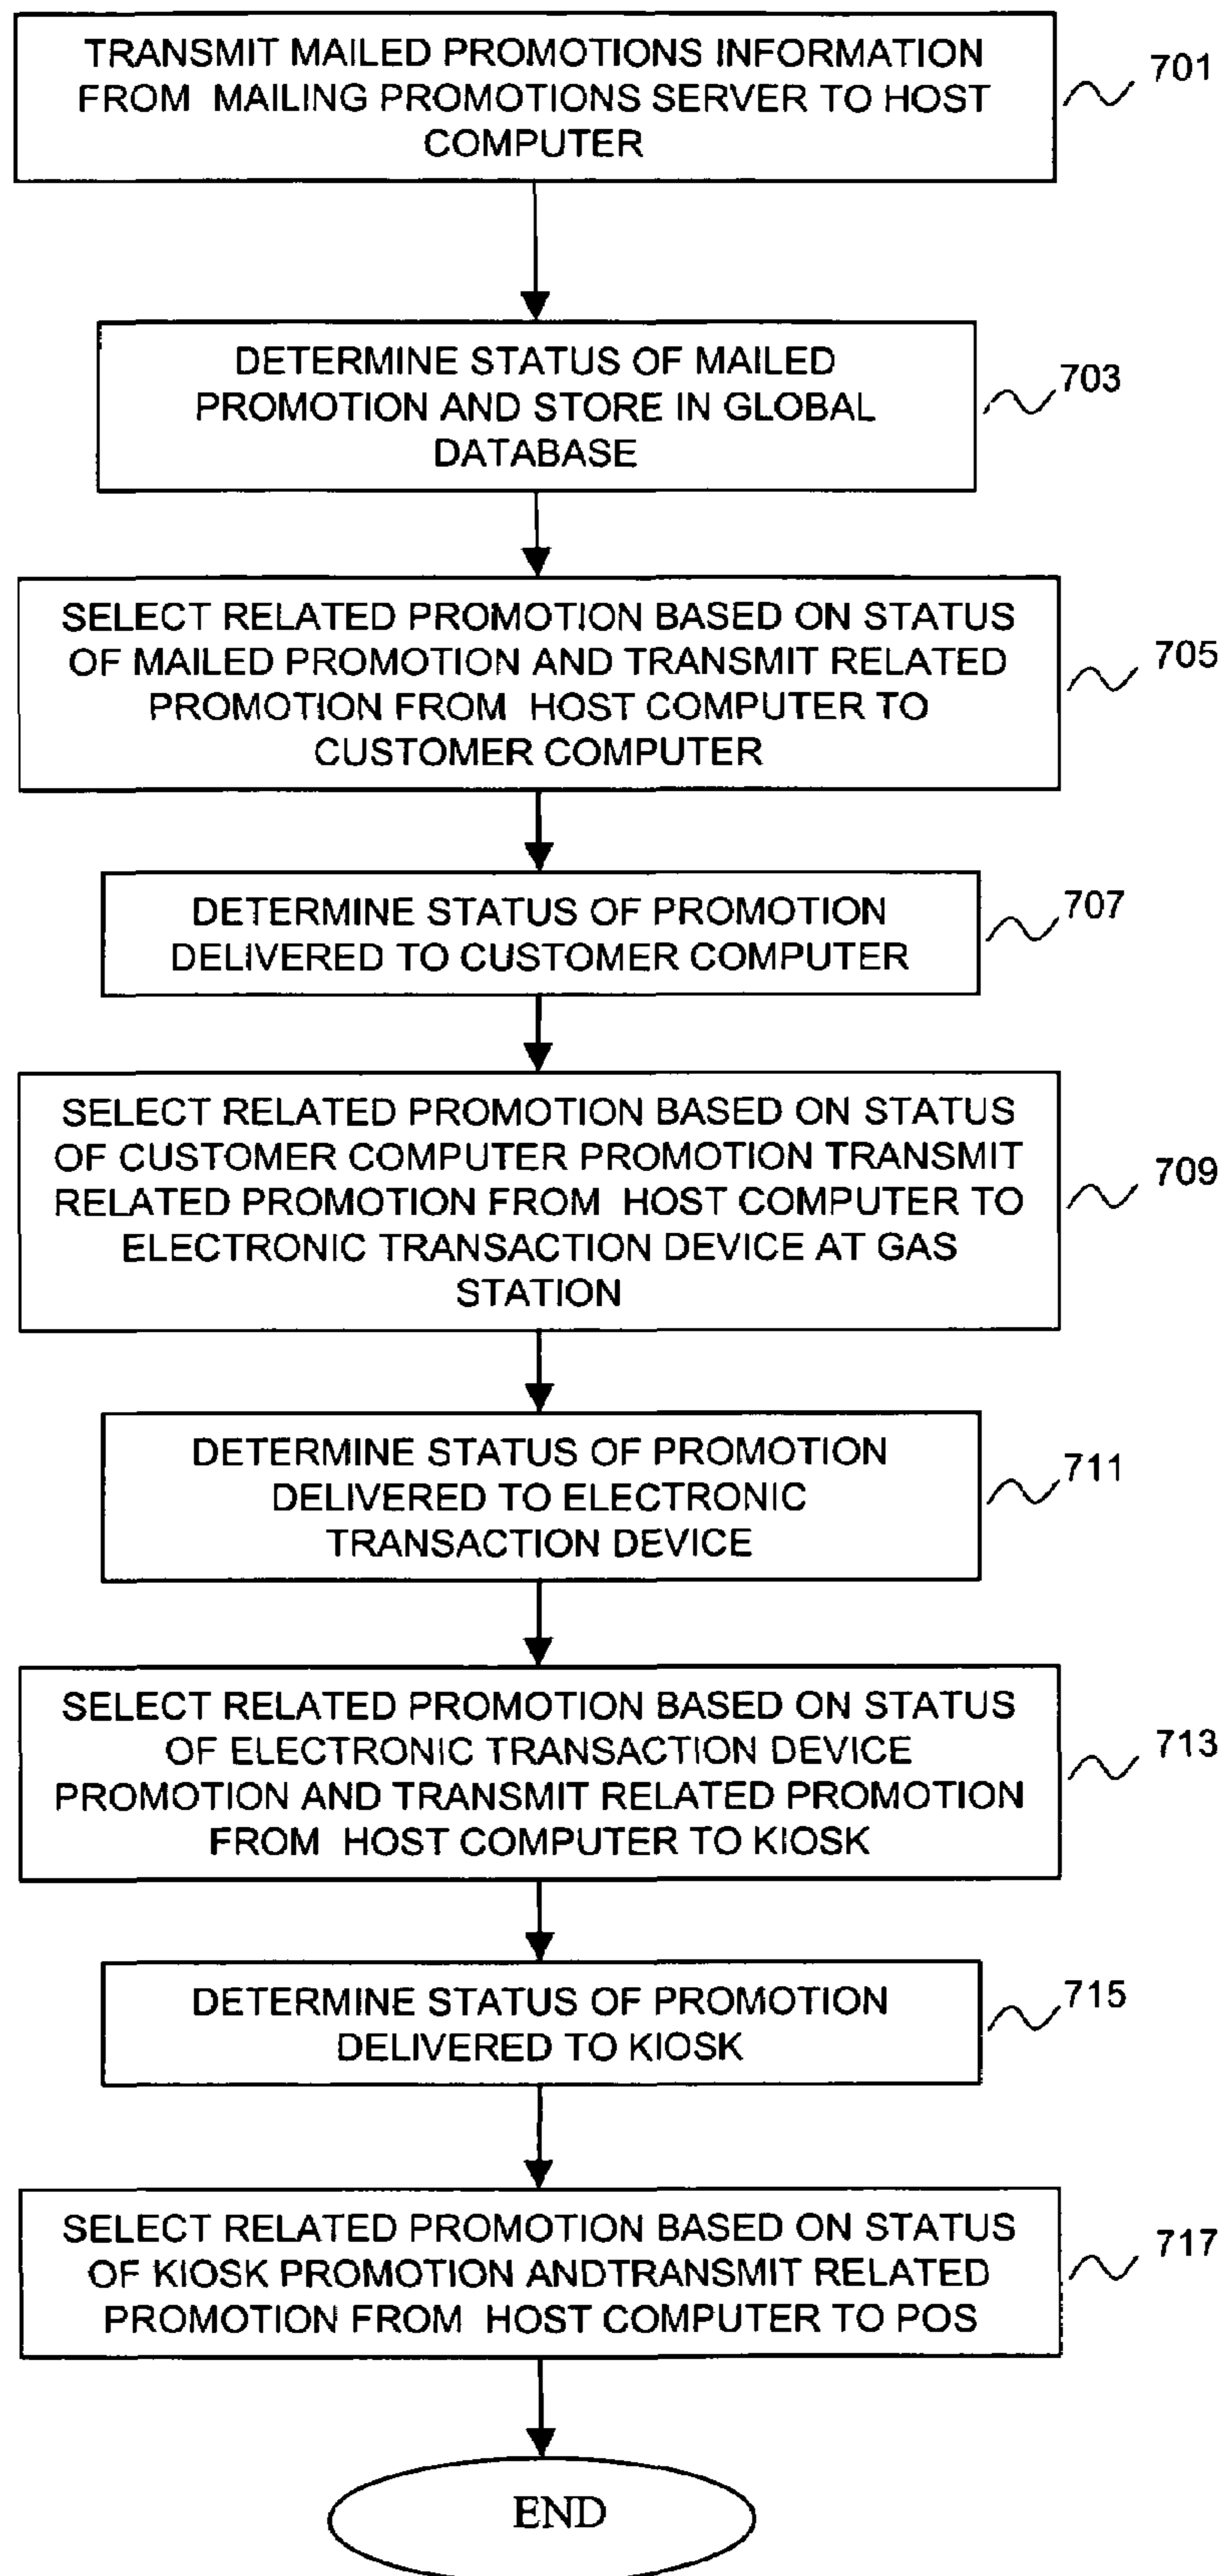 TRANSMIT MAILED PROMOTIONS INFORMATION
FROM MAILING PROMOTIONS SERVER TO HOST
COMPUTER
701
DETERMINE STATUS OF MAILED
PROMOTION AND STORE IN GLOBAL
DATABASE
703
SELECT RELATED PROMOTION BASED ON STATUS
OF MAILED PROMOTION AND TRANSMIT RELATED
PROMOTION FROM HOST COMPUTER TO
CUSTOMER COMPUTER
705
DETERMINE STATUS OF PROMOTION
DELIVERED TO CUSTOMER COMPUTER
707
SELECT RELATED PROMOTION BASED ON STATUS
OF CUSTOMER COMPUTER PROMOTION TRANSMIT
RELATED PROMOTION FROM HOST COMPUTER TO
ELECTRONIC TRANSACTION DEVICE AT GAS
STATION
709
DETERMINE STATUS OF PROMOTION
DELIVERED TO ELECTRONIC
TRANSACTION DEVICE
711
SELECT RELATED PROMOTION BASED ON STATUS
OF ELECTRONIC TRANSACTION DEVICE
PROMOTION AND TRANSMIT RELATED PROMOTION
FROM HOST COMPUTER TO KIOSK
713
DETERMINE STATUS OF PROMOTION
DELIVERED TO KIOSK
715
SELECT RELATED PROMOTION BASED ON STATUS
OF KIOSK PROMOTION ANDTRANSMIT RELATED
PROMOTION FROM HOST COMPUTER TO POS
717
END